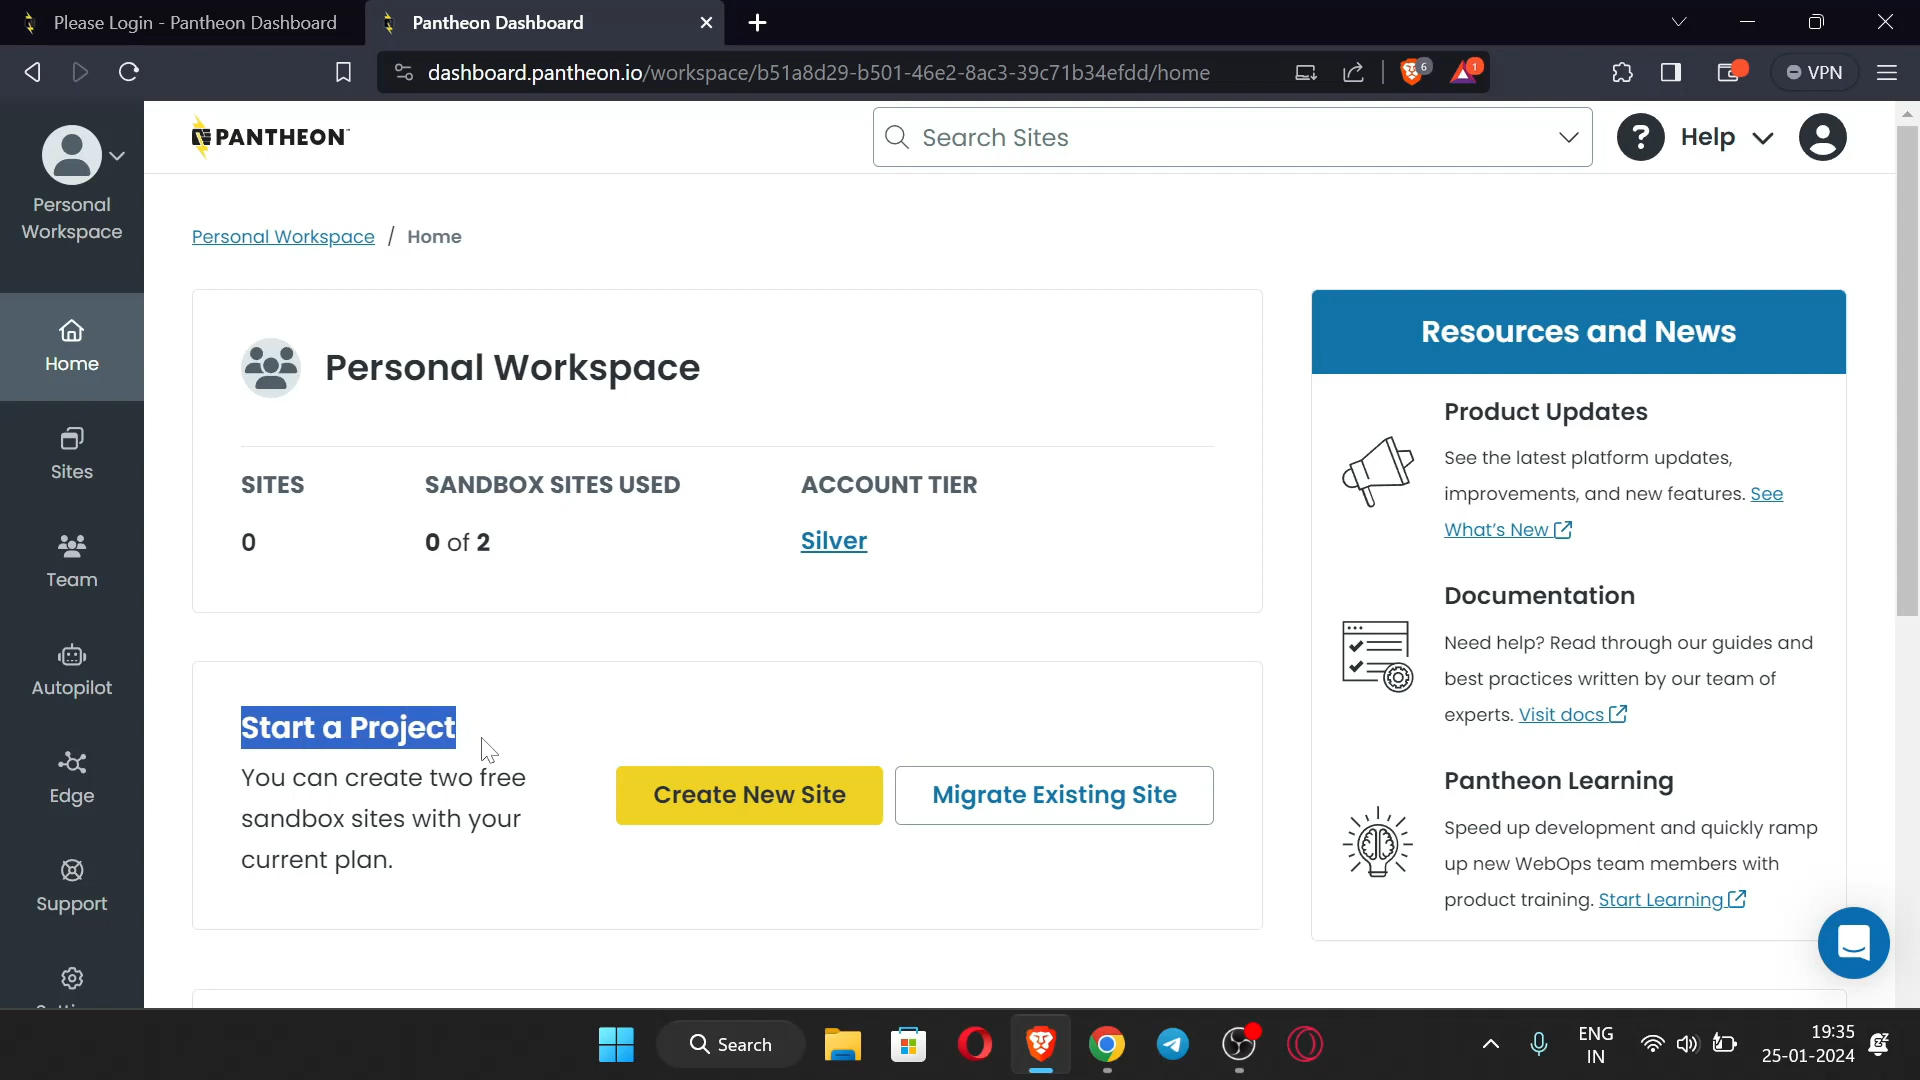 Please Login - Pantheon Dashboard
Pantheon Dashboard
dashboard.pantheon.io/workspace/b51a8d29-b501-46e2-8ac3-39c71b34efdd/home
6
1
VPN
Personal
Workspace
PANTHEON
Search Sites
? Help
Personal Workspace / Home
Home
Sites
Team
Autopilot
Edge
Support
Personal Workspace
SITES
SANDBOX SITES USED
ACCOUNT TIER
0
0 of 2
Silver
Start a Project
You can create two free
sandbox sites with your
current plan.
Create New Site
Migrate Existing Site
Resources and News
Product Updates
See the latest platform updates,
improvements, and new features. See
What's New
Documentation
Need help? Read through our guides and
best practices written by our team of
experts. Visit docs
Pantheon Learning
Speed up development and quickly ramp
up new WebOps team members with
product training. Start Learning
Search
ENG
IN
19:35
25-01-2024